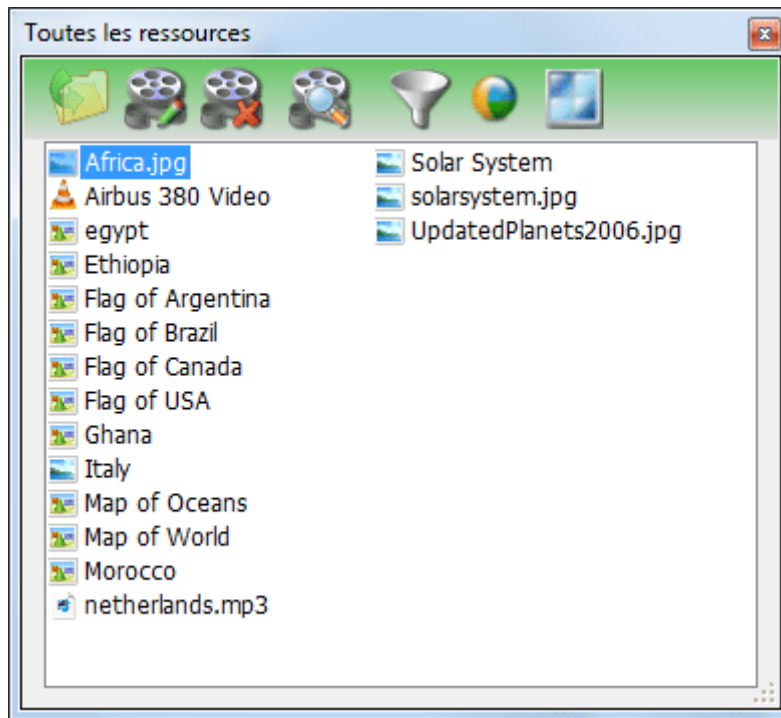 Toutes les ressources
Africa.jpg
Airbus 380 Video
egypt
Ethiopia
Flag of Argentina
Flag of Brazil
Flag of Canada
Flag of USA
Ghana
Italy
Map of Oceans
Map of World
Morocco
netherlands.mp3
Solar System
solarsystem.jpg
UpdatedPlanets2006.jpg